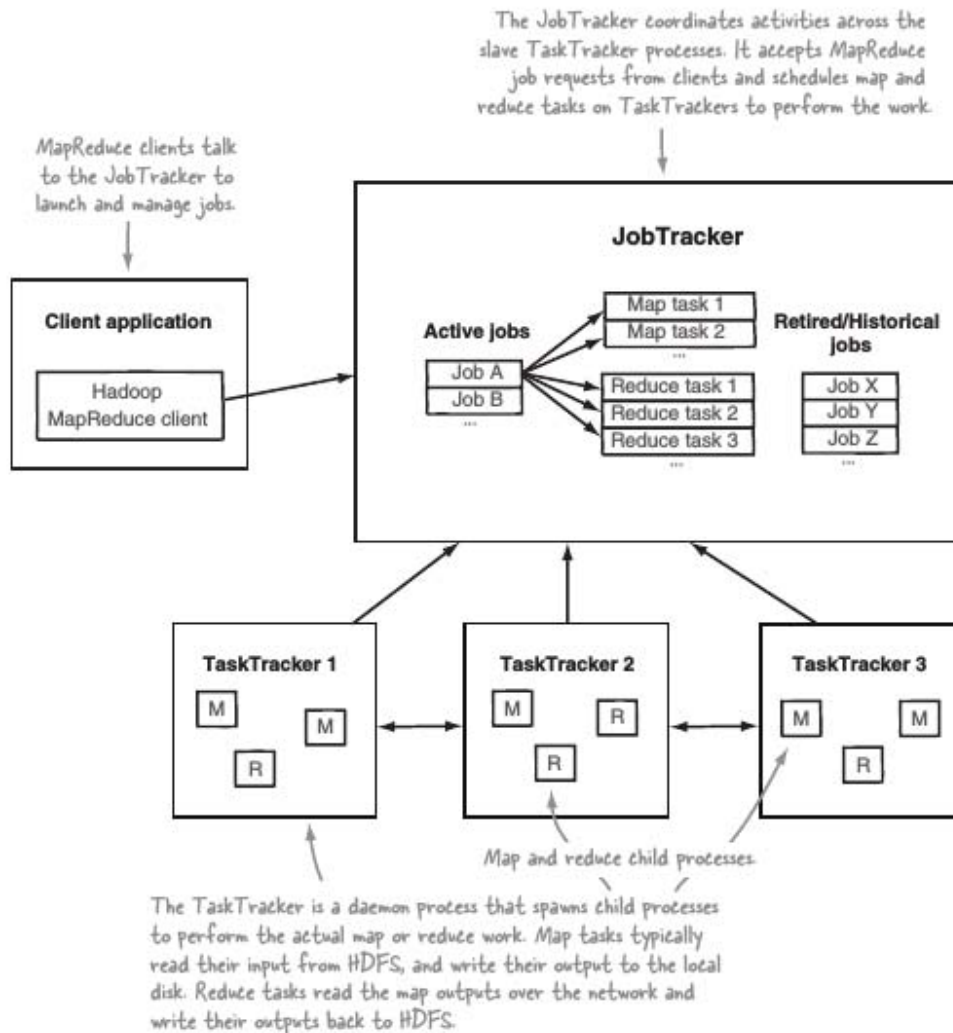 The JobTracker coordinates activities across the
slave TaskTracker processes. It accepts MapReduce
job requests from clients and schedules map and
reduce tasks on TaskTrackers to perform the work.
MapReduce clients talk
to the JobTracker to
launch and manage jobs.
JobTracker
Client application
Hadoop
MapReduce client
Active jobs
Job A
Job B
...
Map task 1
Map task 2
...
Reduce task 1
Reduce task 2
Reduce task 3
...
Retired/Historical
jobs
Job X
Job Y
Job Z
...
TaskTracker 1
M
M
R
TaskTracker 2
M
R
R
TaskTracker 3
M
M
R
Map and reduce child processes
The TaskTracker is a daemon process that spawns child processes
to perform the actual map or reduce work. Map tasks typically
read their input from HDFS, and write their output to the local
disk. Reduce tasks read the map outputs over the network and
write their outputs back to HDFS.